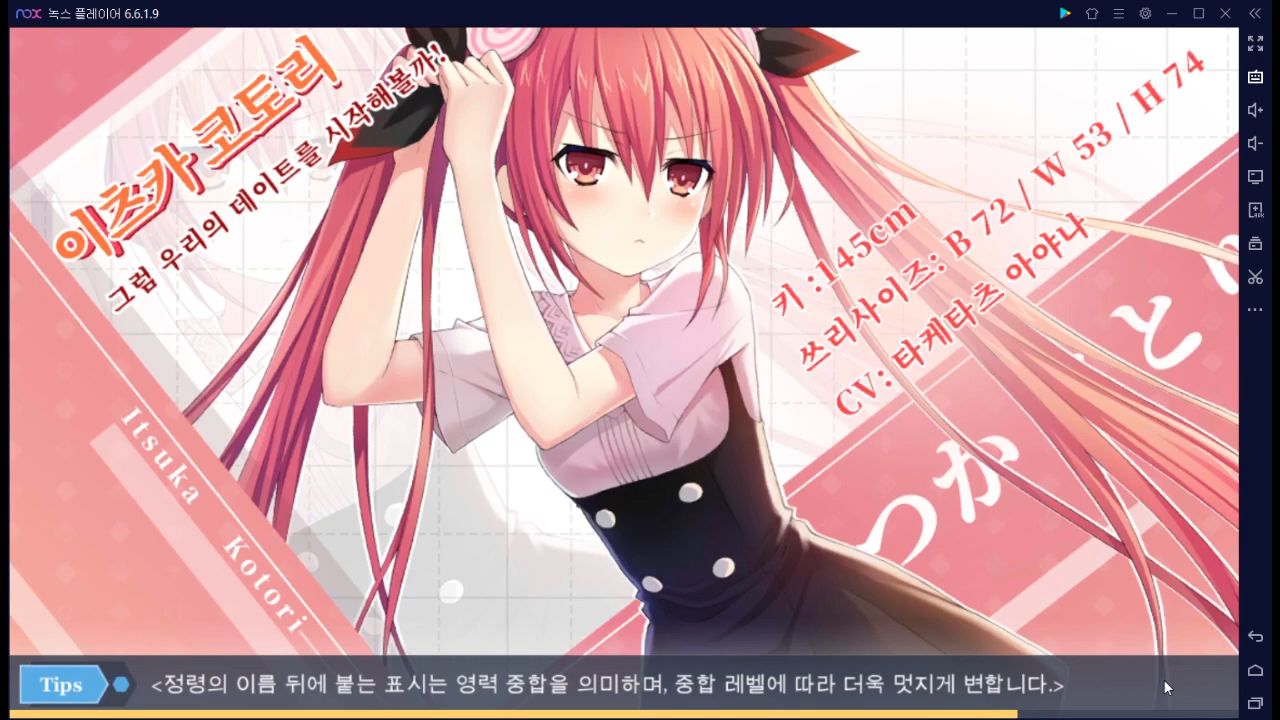 nox 녹스 플레이어 6.6.1.9
이츠카 코토리
그럼 우리의 데이트를 시작해볼까!
키 :145cm
쓰리사이즈: B 72 / W 53 / H 74
CV: 타케타츠 아야나
つか
と
Itsuka Kotori
Tips
<정령의 이름 뒤에 붙는 표시는 영력 중합을 의미하며, 중합 레벨에 따라 더욱 멋지게 변합니다.>